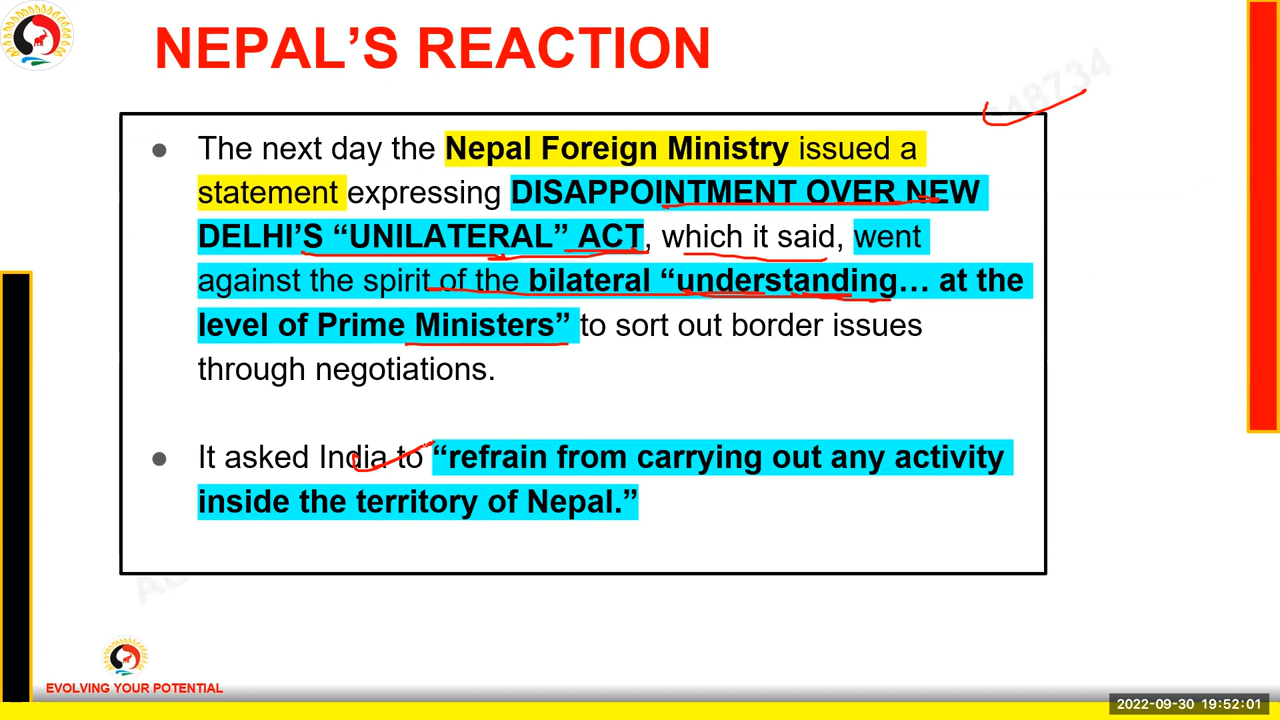 NEPAL’S REACTION
● The next day the Nepal Foreign Ministry issued a
statement expressing DISAPPOINTMENT OVER NEW
DELHI’S “UNILATERAL” ACT, which it said, went
against the spirit of the bilateral “understanding… at the
level of Prime Ministers” to sort out border issues
through negotiations.
● It asked India to “refrain from carrying out any activity
inside the territory of Nepal.”
EVOLVING YOUR POTENTIAL
2022-09-30 19:52:01